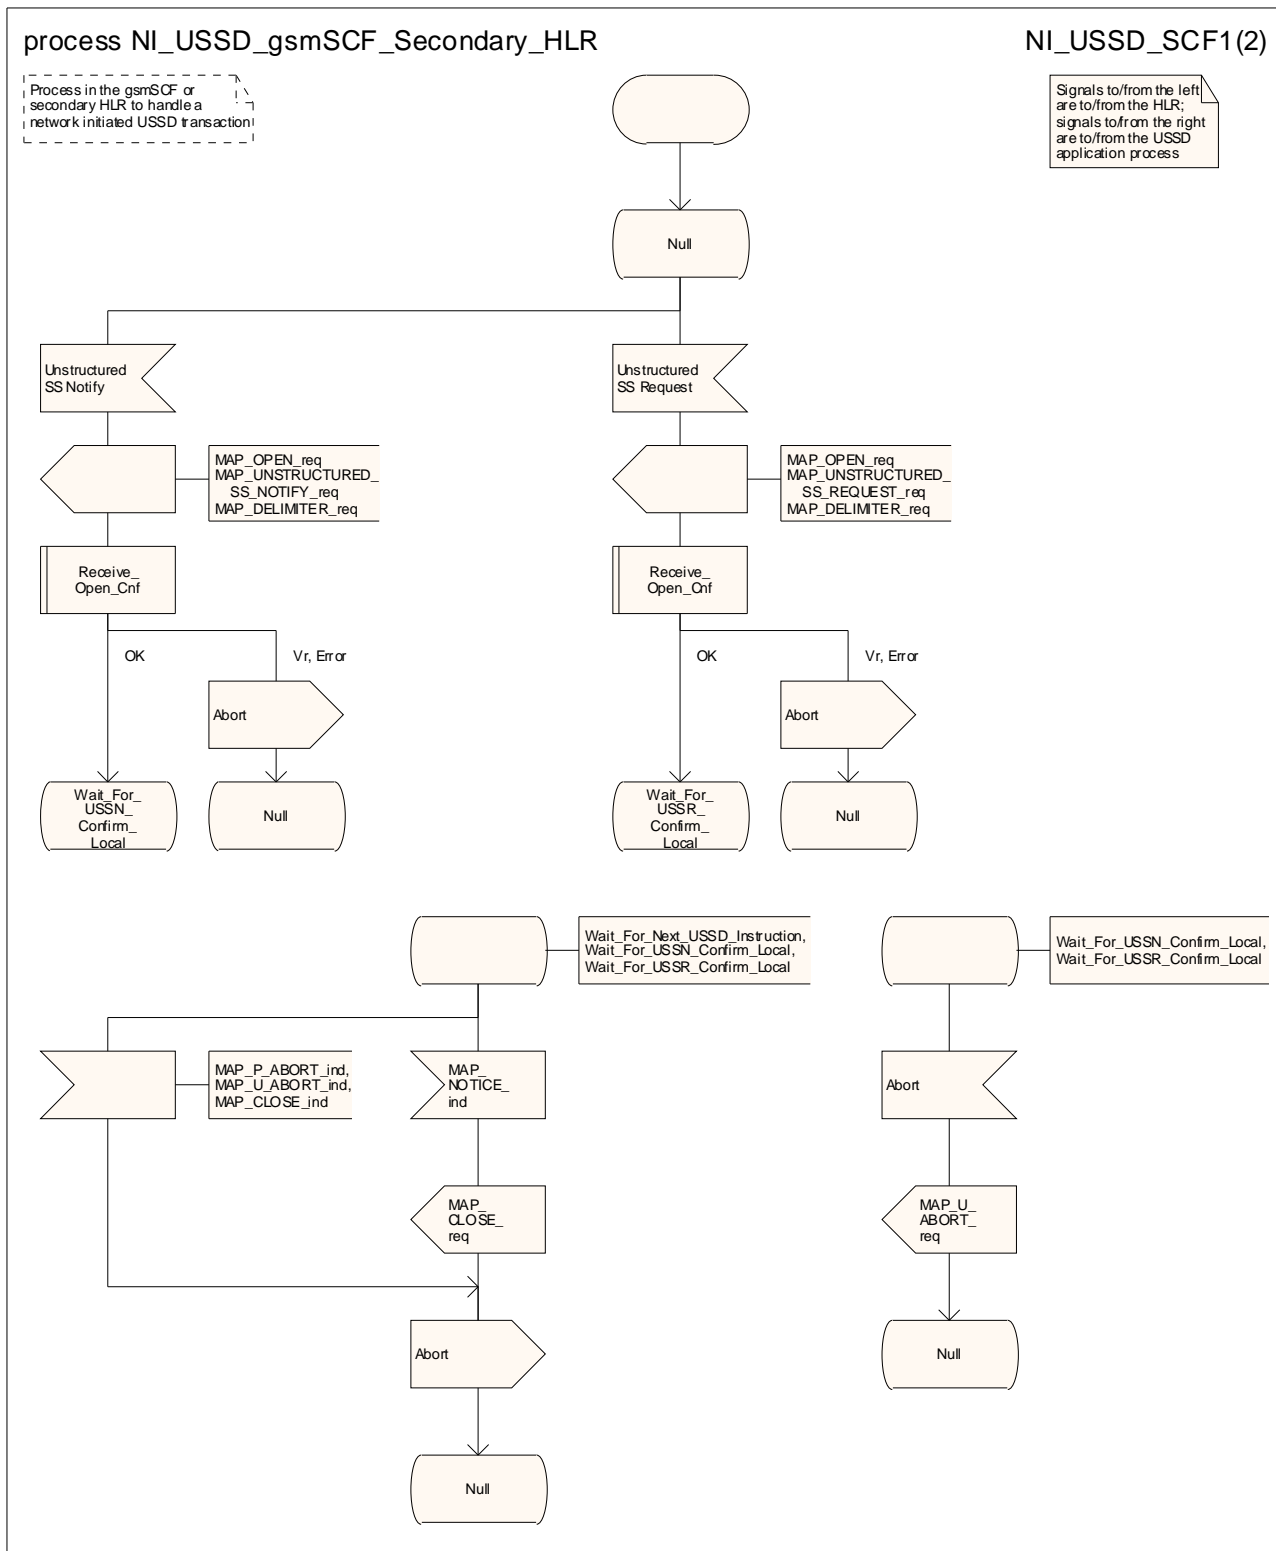 process NI_USSD_gsmSCF_Secondary_HLR
NI_USSD_SCF1(2)
Process in the gsmSCF or
secondary HLR to handle a
network initiated USSD transaction
Signals to/from the left
are to/from the HLR;
signals to/from the right
are to/from the USSD
application process
Null
Unstructured
SS Notify
Unstructured
SS Request
MAP_OPEN_req
MAP_UNSTRUCTURED_
SS_NOTIFY_req
MAP_DELIMITER_req
MAP_OPEN_req
MAP_UNSTRUCTURED_
SS_REQUEST_req
MAP_DELIMITER_req
Receive_
Open_Cnf
Receive_
Open_Cnf
OK
Vr, Error
OK
Vr, Error
Abort
Abort
Wait_For_
USSN_
Confirm_
Local
Null
Wait_For_
USSR_
Confirm_
Local
Null
Wait_For_Next_USSD_Instruction,
Wait_For_USSN_Confirm_Local,
Wait_For_USSR_Confirm_Local
Wait_For_USSN_Confirm_Local,
Wait_For_USSR_Confirm_Local
MAP_P_ABORT_ind,
MAP_U_ABORT_ind,
MAP_CLOSE_ind
MAP_
NOTICE_
ind
Abort
MAP_
CLOSE_
req
MAP_U_
ABORT_
req
Abort
Null
Null